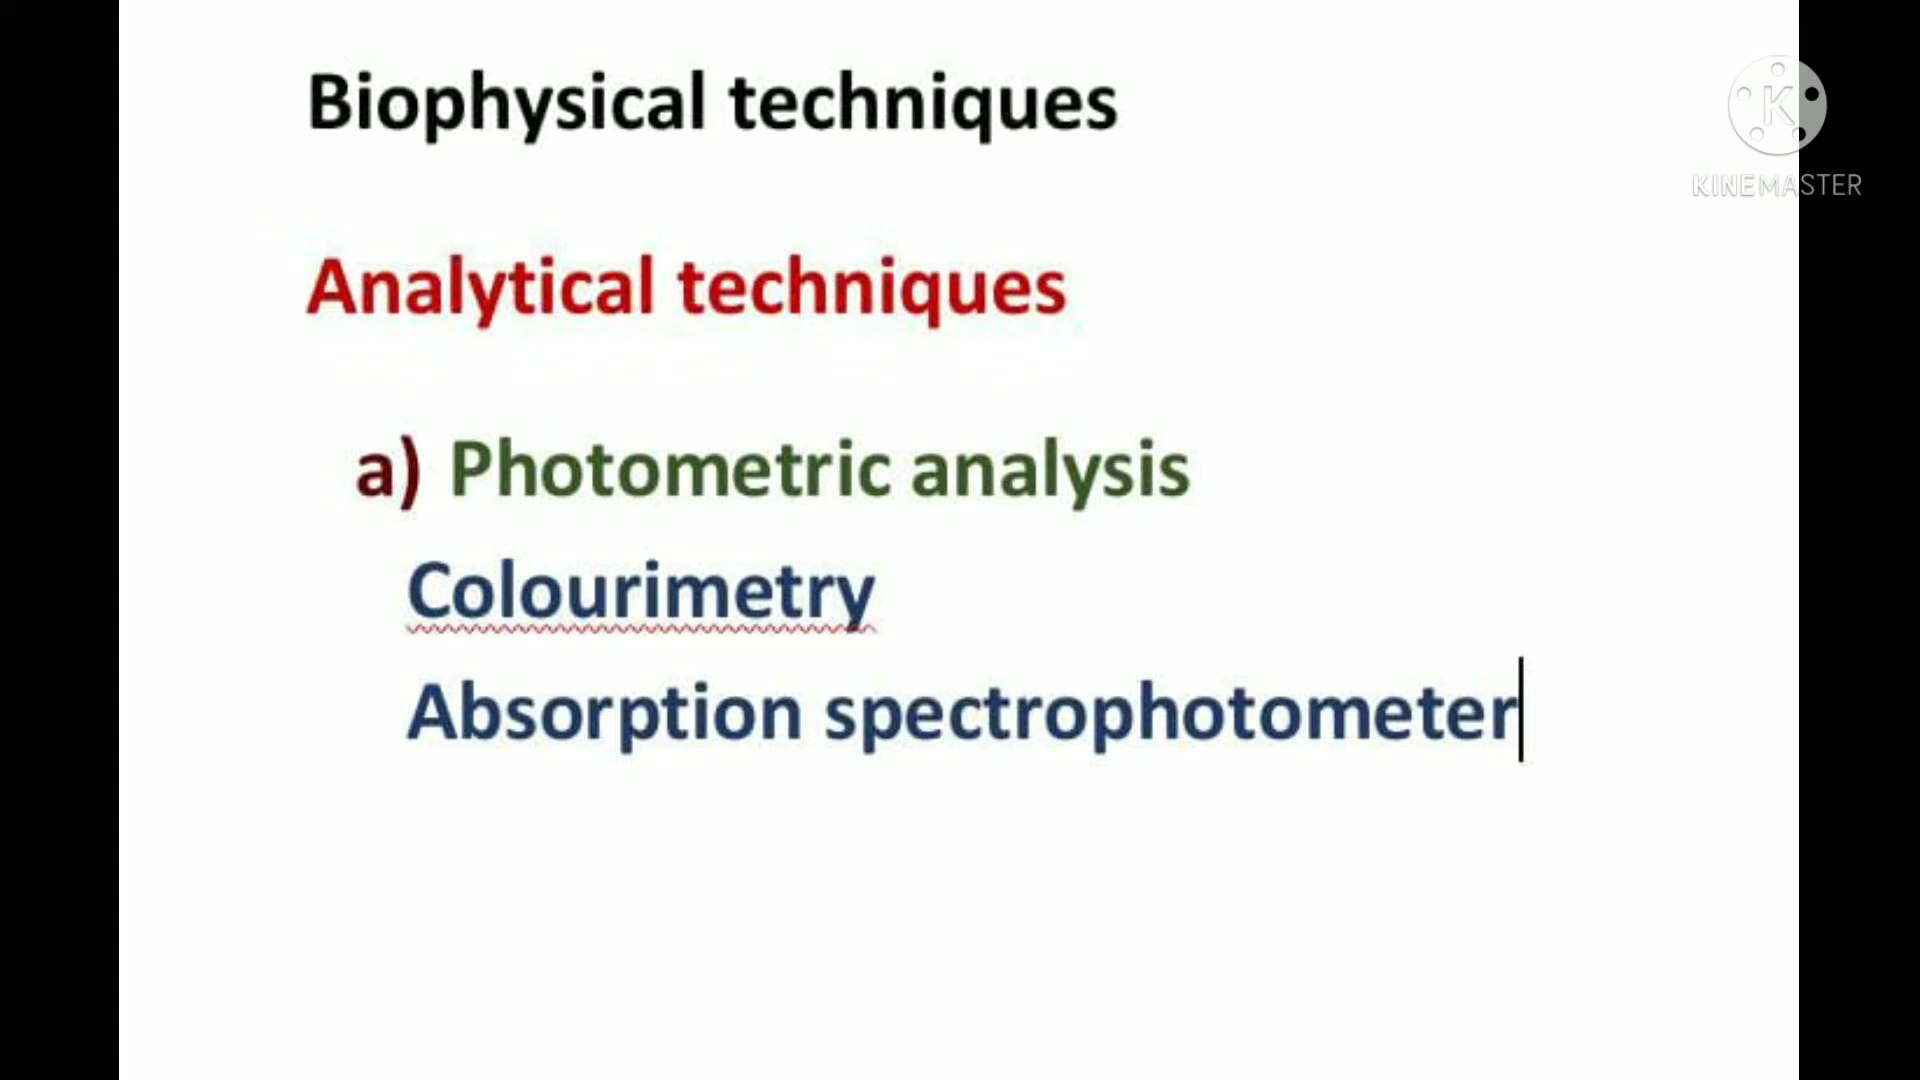 Biophysical techniques
K
KINEMASTER
Analytical techniques
a) Photometric analysis
Colourimetry
Absorption spectrophotometer